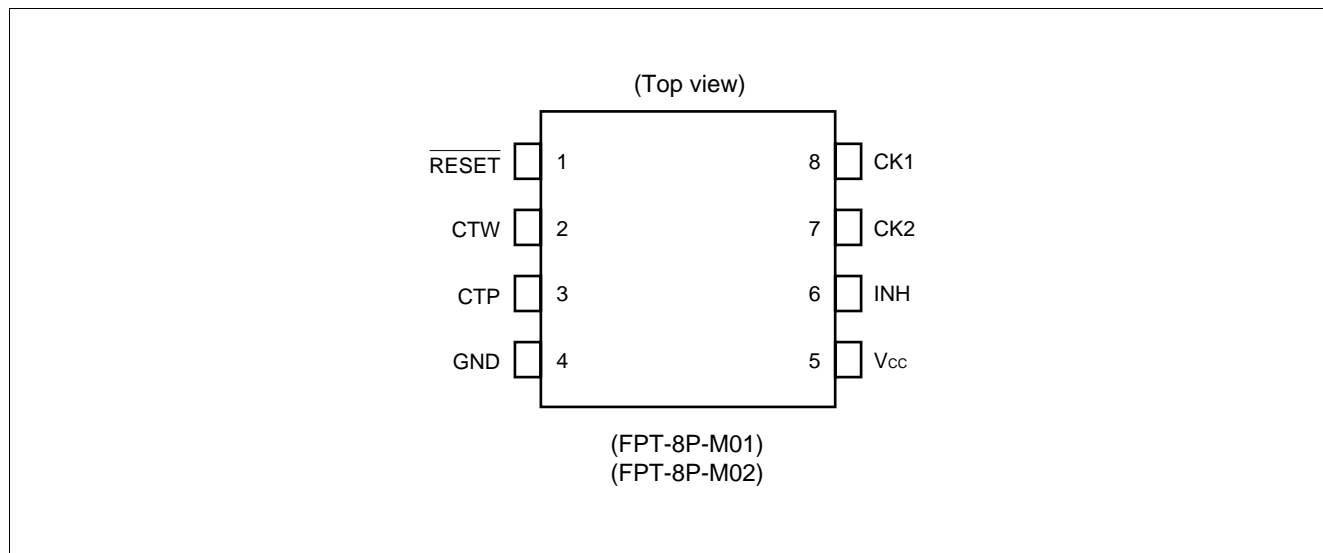 (Top view)
RESET 1 8 CK1
CTW 2 7 CK2
CTP 3 6 INH
GND 4 5 VCC
(FPT-8P-M01)
(FPT-8P-M02)